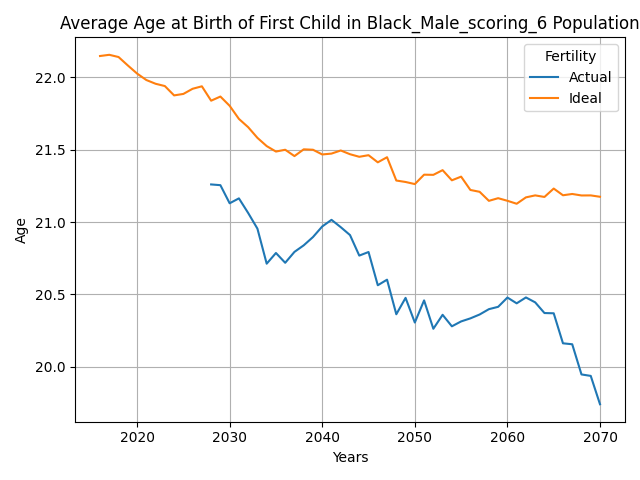 Average Age at Birth of First Child in Black_Male_scoring_6 Population
Fertility
Actual
Ideal
22.0
21.5
21.0
20.5
20.0
Age
2020 2030 2040 2050 2060 2070
Years